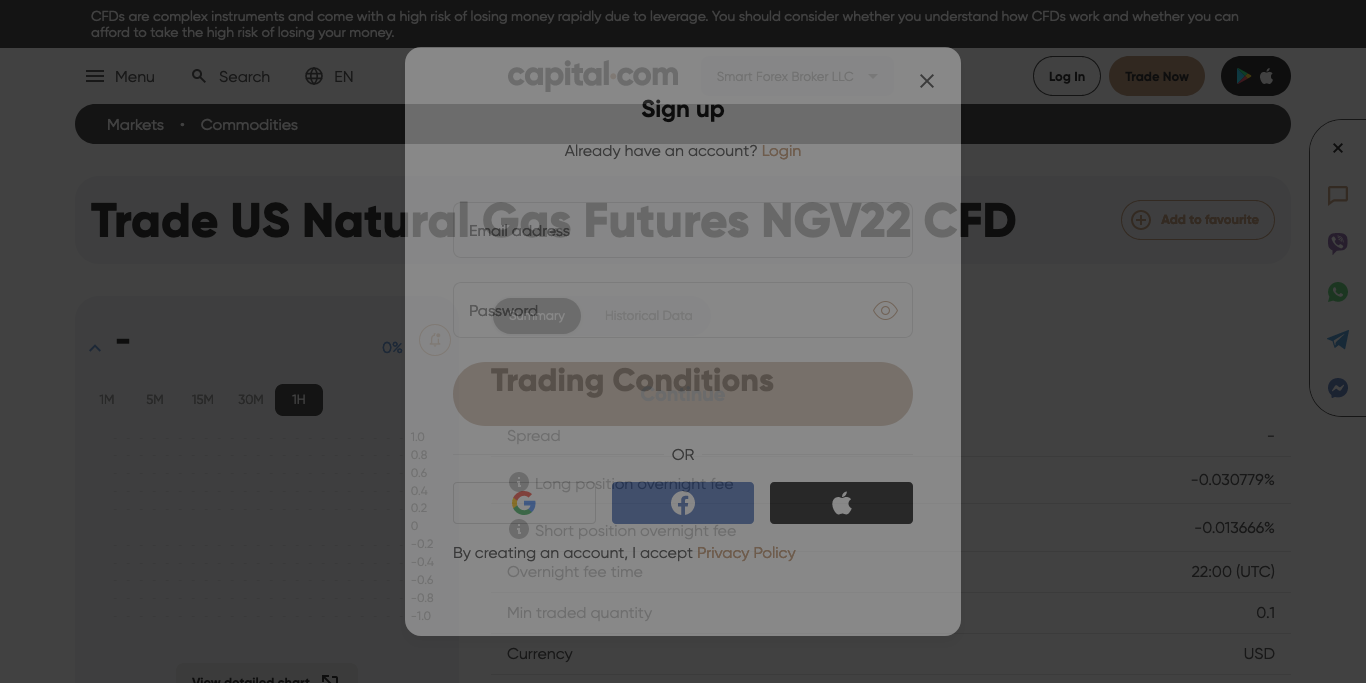 CFDs are complex instruments and come with a high risk of losing money rapidly due to leverage. You should consider whether you understand how CFDs work and whether you can
afford to take the high risk of losing your money.
Menu Search EN
capital.com Smart Forex Broker LLC
Log In Trade Now
Markets • Commodities
Sign up
Already have an account? Login
Trade US Natural Gas Futures NGV22 CFD
Add to favourite
Email address
Password
Summary Historical Data
0%
1M 5M 15M 30M 1H
Trading Conditions
Continue
1.0
0.8
0.6
0.4
0.2
0
-0.2
-0.4
-0.6
-0.8
-1.0
Spread -
OR
Long position overnight fee -0.030779%
Short position overnight fee -0.013666%
By creating an account, I accept Privacy Policy
Overnight fee time 22:00 (UTC)
Min traded quantity 0.1
Currency USD
View detailed chart